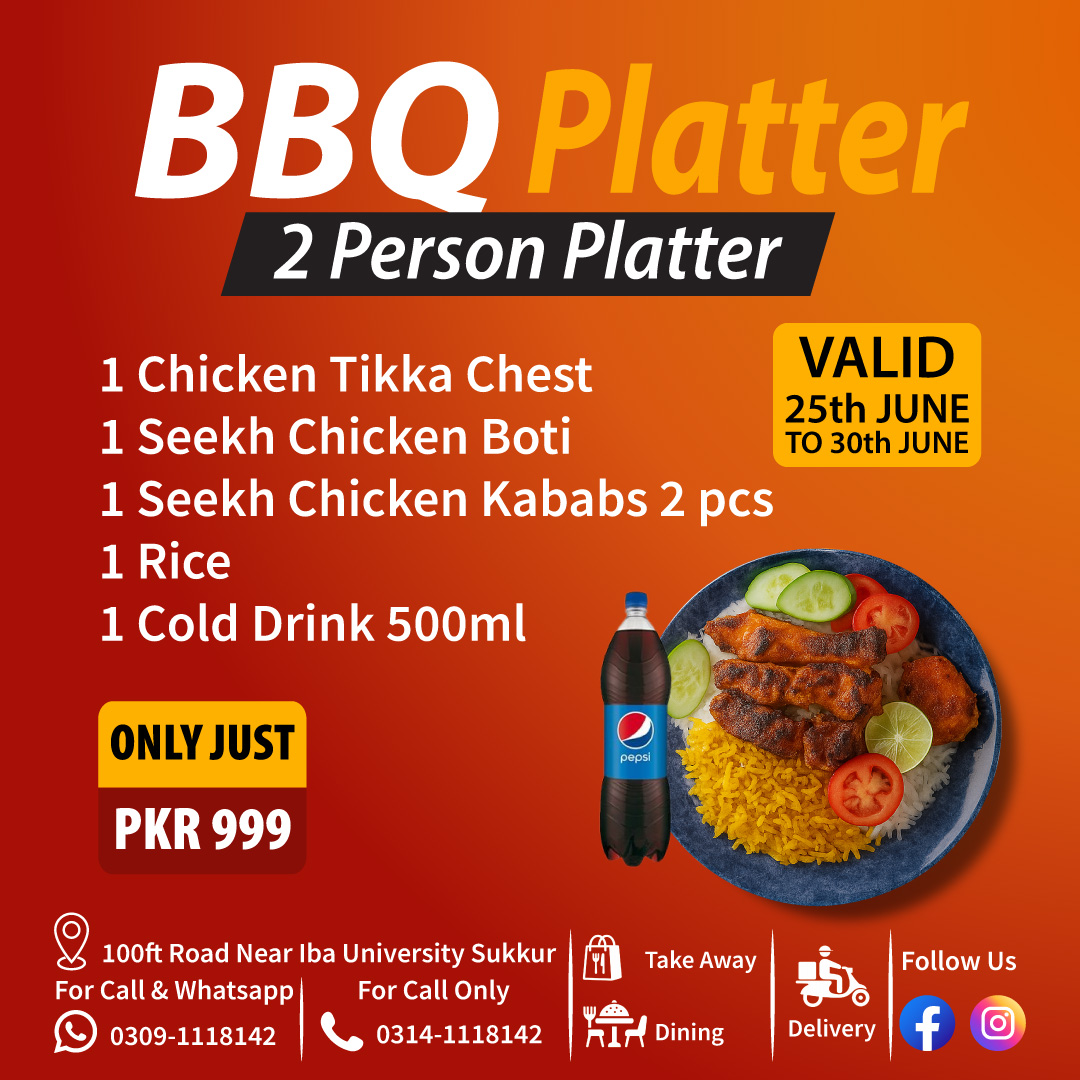 BBQ Platter
2 Person Platter
1 Chicken Tikka Chest
1 Seekh Chicken Boti
1 Seekh Chicken Kababs 2 pcs
1 Rice
1 Cold Drink 500ml
VALID
25th JUNE
TO 30th JUNE
pepsi
ONLY JUST
PKR 999
100ft Road Near Iba University Sukkur
For Call & Whatsapp
0309-1118142
For Call Only
0314-1118142
Take Away
Dining
Delivery
Follow Us